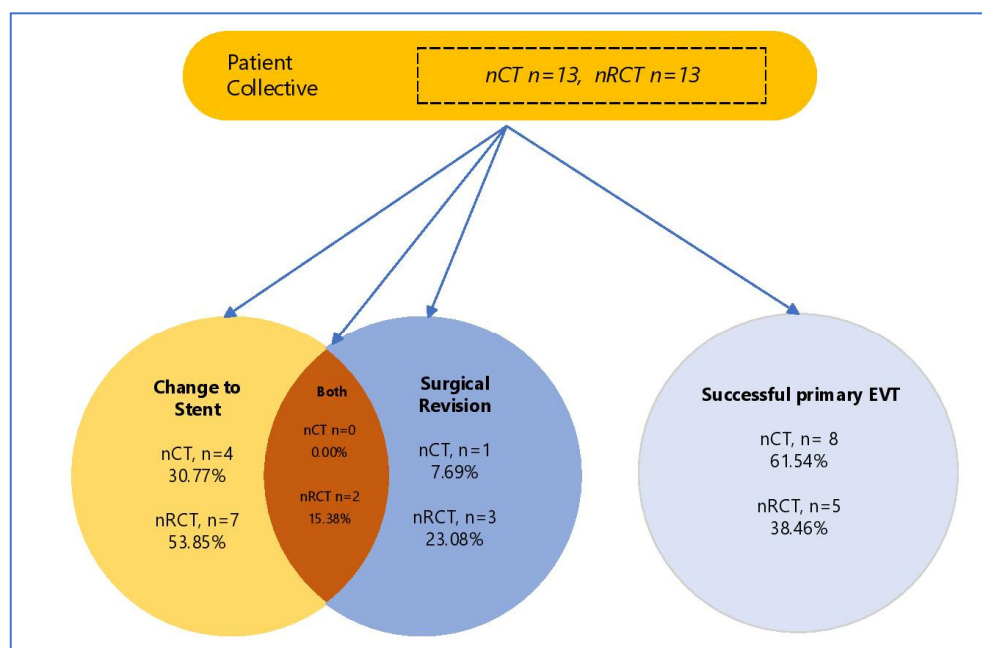 Patient
Collective
nCT n=13, nRCT n=13
Change to
Stent
nCT, n=4
30.77%
nRCT, n=7
53.85%
Both
nCT n=0
0.00%
nRCT n=2
15.38%
Surgical
Revision
nCT, n=1
7.69%
nRCT, n=3
23.08%
Successful primary EVT
nCT, n= 8
61.54%
nRCT, n=5
38.46%